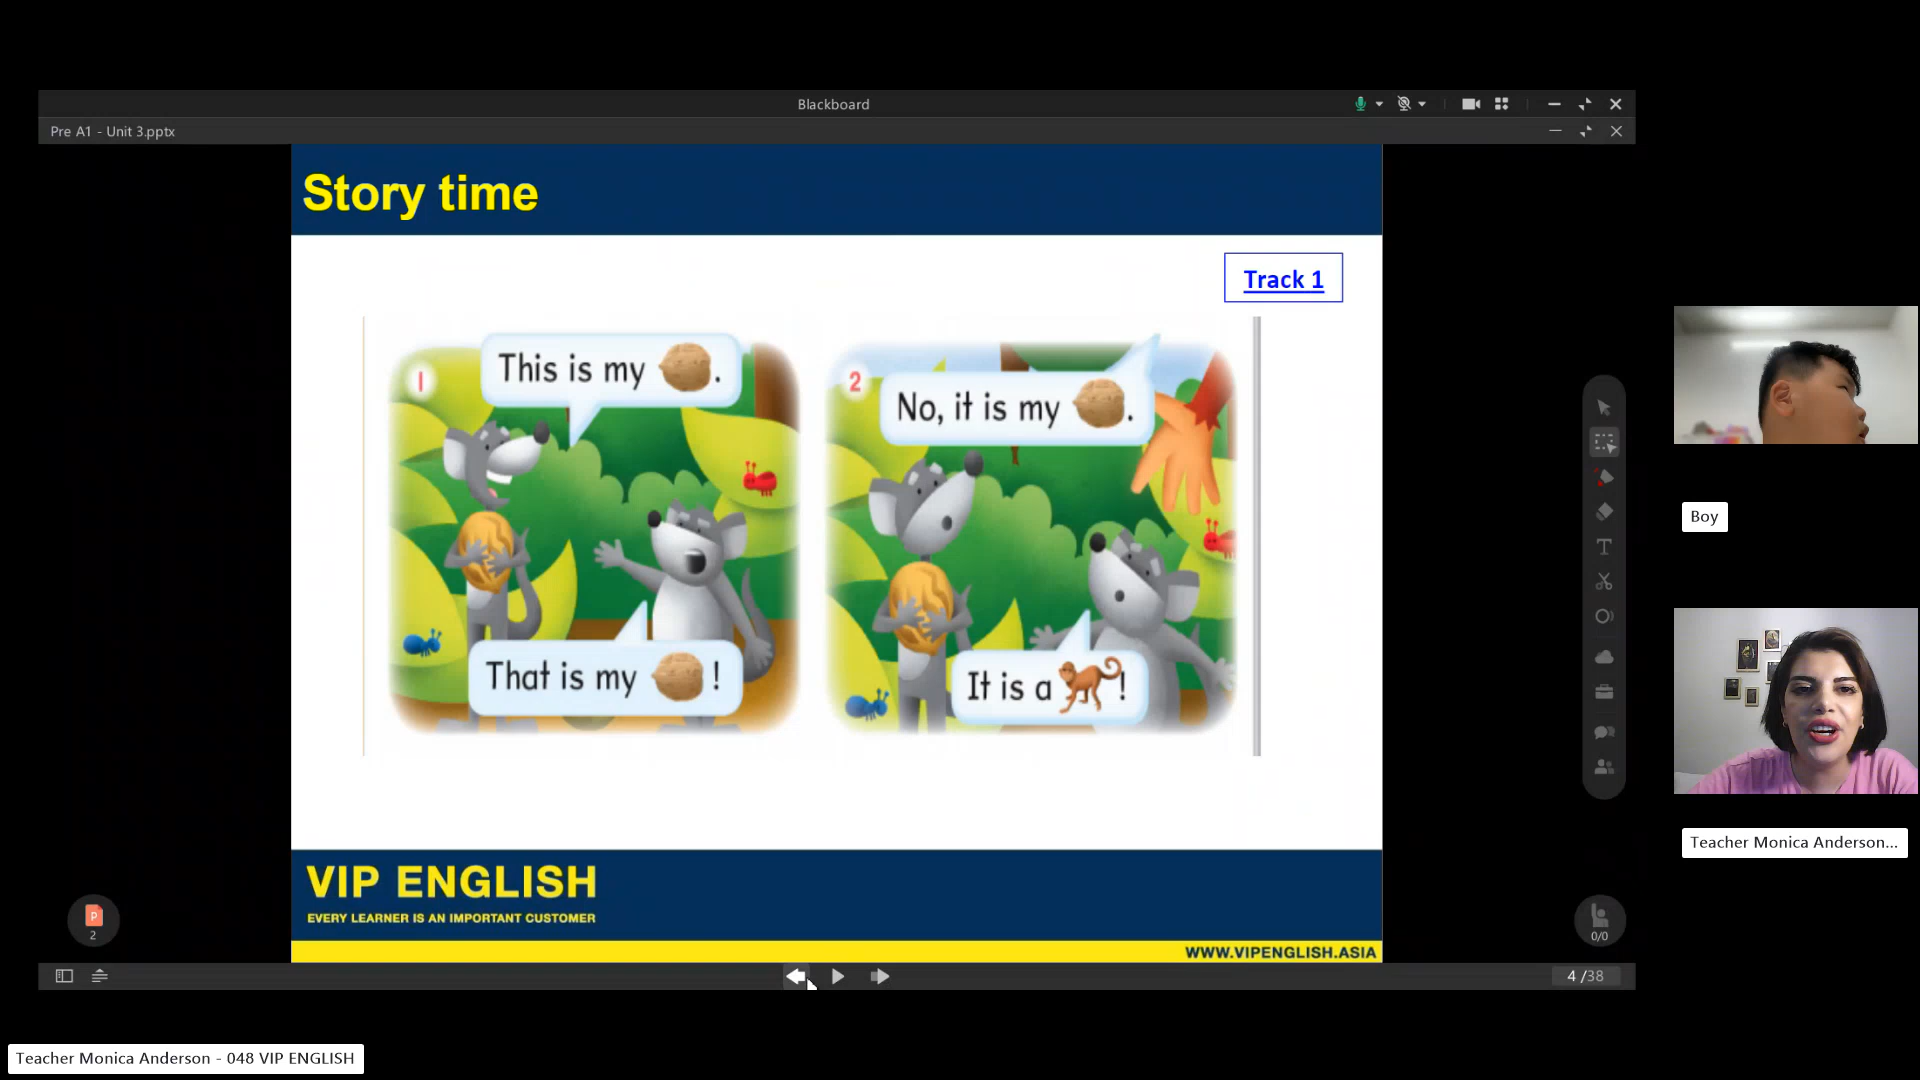 Blackboard
Pre A1 - Unit 3.pptx
Story time
Track 1
1
This is my .
That is my !
2
No, it is my .
It is a !
Boy
Teacher Monica Anderson...
VIP ENGLISH
EVERY LEARNER IS AN IMPORTANT CUSTOMER
WWW.VIPENGLISH.ASIA
P
2
0/0
4 /38
Teacher Monica Anderson - 048 VIP ENGLISH